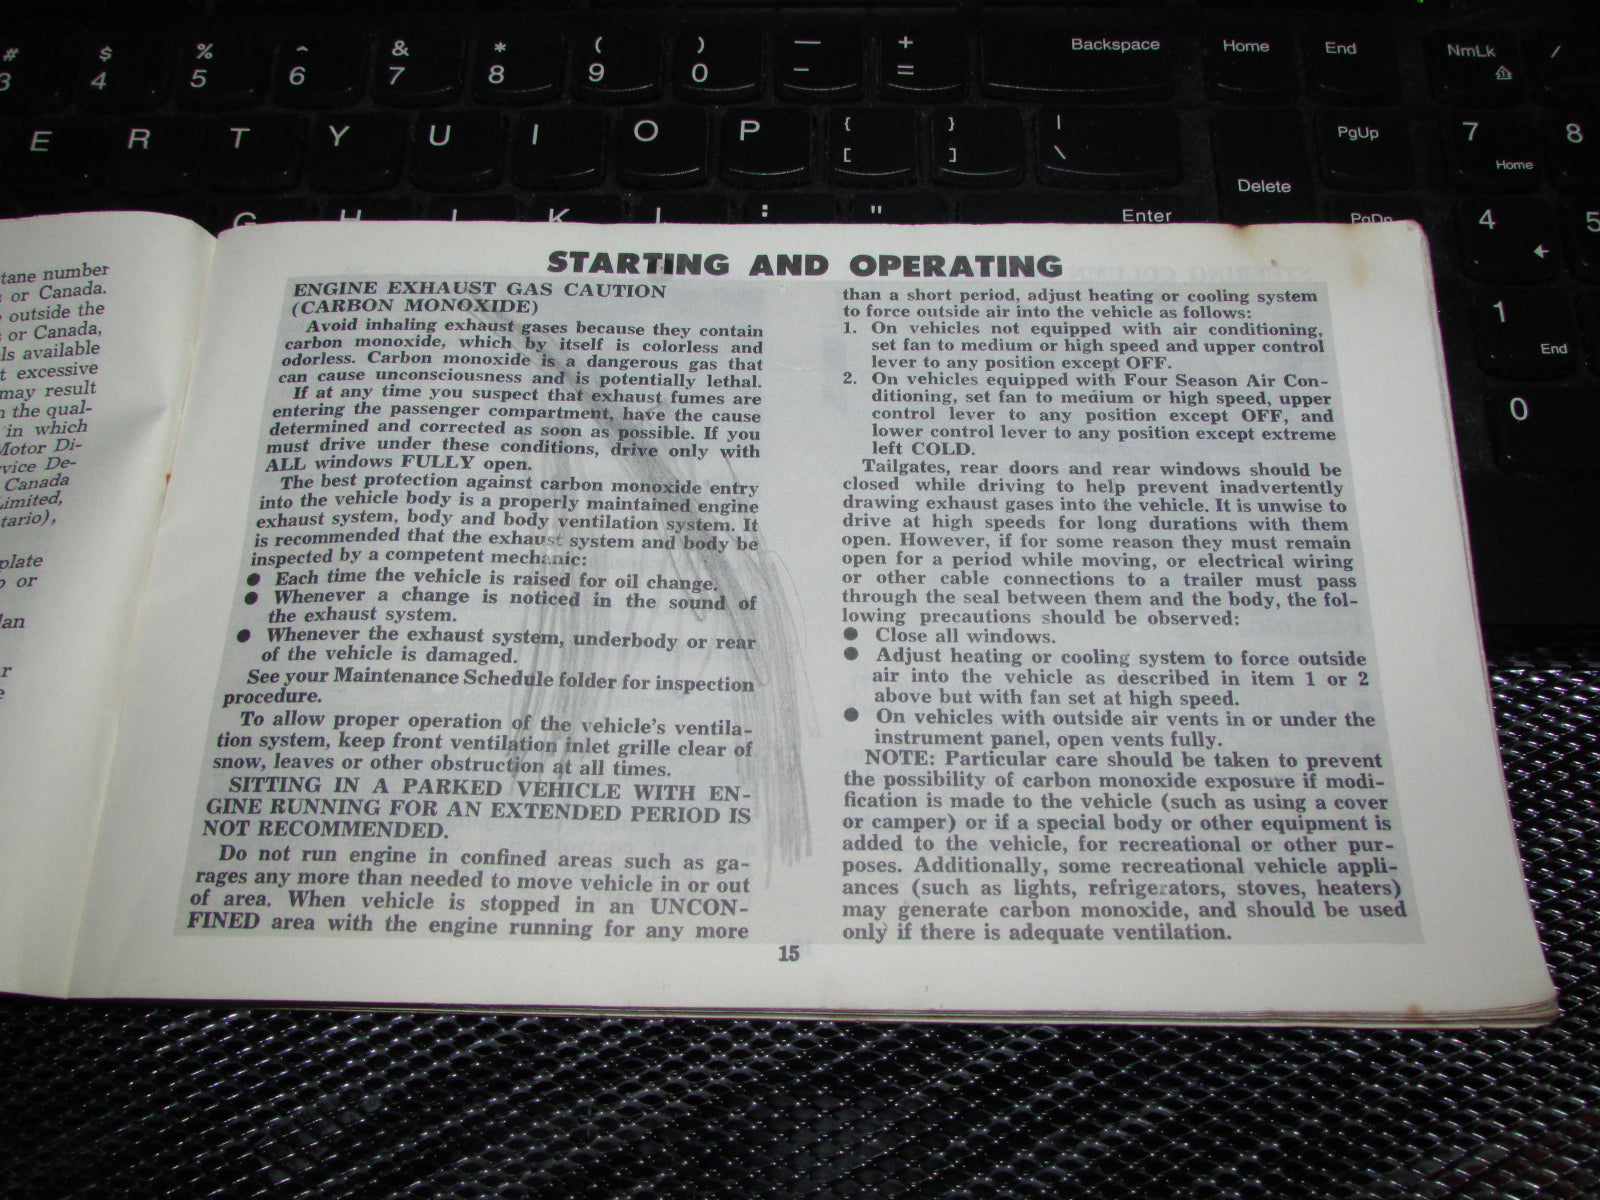 # $ % ^ & * ( ) — + Backspace Home End NmLk /
3 4 5 6 7 8 9 0 - =
E R T Y U I O P { } | PgUp 7 8
[ ] \ Home
Delete
G H J K L : " Enter PgDn 4 5
1
End
0
tane number
or Canada.
outside the
or Canada,
ls available
t excessive
may result
the qual-
in which
Motor Di-
vice De-
Canada
Limited,
tario),
plate
or
lan
r
e
STARTING AND OPERATING
ENGINE EXHAUST GAS CAUTION
(CARBON MONOXIDE)
Avoid inhaling exhaust gases because they contain
carbon monoxide, which by itself is colorless and
odorless. Carbon monoxide is a dangerous gas that
can cause unconsciousness and is potentially lethal.
If at any time you suspect that exhaust fumes are
entering the passenger compartment, have the cause
determined and corrected as soon as possible. If you
must drive under these conditions, drive only with
ALL windows FULLY open.
The best protection against carbon monoxide entry
into the vehicle body is a properly maintained engine
exhaust system, body and body ventilation system. It
is recommended that the exhaust system and body be
inspected by a competent mechanic:
● Each time the vehicle is raised for oil change.
● Whenever a change is noticed in the sound of
the exhaust system.
● Whenever the exhaust system, underbody or rear
of the vehicle is damaged.
See your Maintenance Schedule folder for inspection
procedure.
To allow proper operation of the vehicle's ventila-
tion system, keep front ventilation inlet grille clear of
snow, leaves or other obstruction at all times.
SITTING IN A PARKED VEHICLE WITH EN-
GINE RUNNING FOR AN EXTENDED PERIOD IS
NOT RECOMMENDED.
Do not run engine in confined areas such as ga-
rages any more than needed to move vehicle in or out
of area. When vehicle is stopped in an UNCON-
FINED area with the engine running for any more
than a short period, adjust heating or cooling system
to force outside air into the vehicle as follows:
1. On vehicles not equipped with air conditioning,
set fan to medium or high speed and upper control
lever to any position except OFF.
2. On vehicles equipped with Four Season Air Con-
ditioning, set fan to medium or high speed, upper
control lever to any position except OFF, and
lower control lever to any position except extreme
left COLD.
Tailgates, rear doors and rear windows should be
closed while driving to help prevent inadvertently
drawing exhaust gases into the vehicle. It is unwise to
drive at high speeds for long durations with them
open. However, if for some reason they must remain
open for a period while moving, or electrical wiring
or other cable connections to a trailer must pass
through the seal between them and the body, the fol-
lowing precautions should be observed:
● Close all windows.
● Adjust heating or cooling system to force outside
air into the vehicle as described in item 1 or 2
above but with fan set at high speed.
● On vehicles with outside air vents in or under the
instrument panel, open vents fully.
NOTE: Particular care should be taken to prevent
the possibility of carbon monoxide exposure if modi-
fication is made to the vehicle (such as using a cover
or camper) or if a special body or other equipment is
added to the vehicle, for recreational or other pur-
poses. Additionally, some recreational vehicle appli-
ances (such as lights, refrigerators, stoves, heaters)
may generate carbon monoxide, and should be used
only if there is adequate ventilation.
15